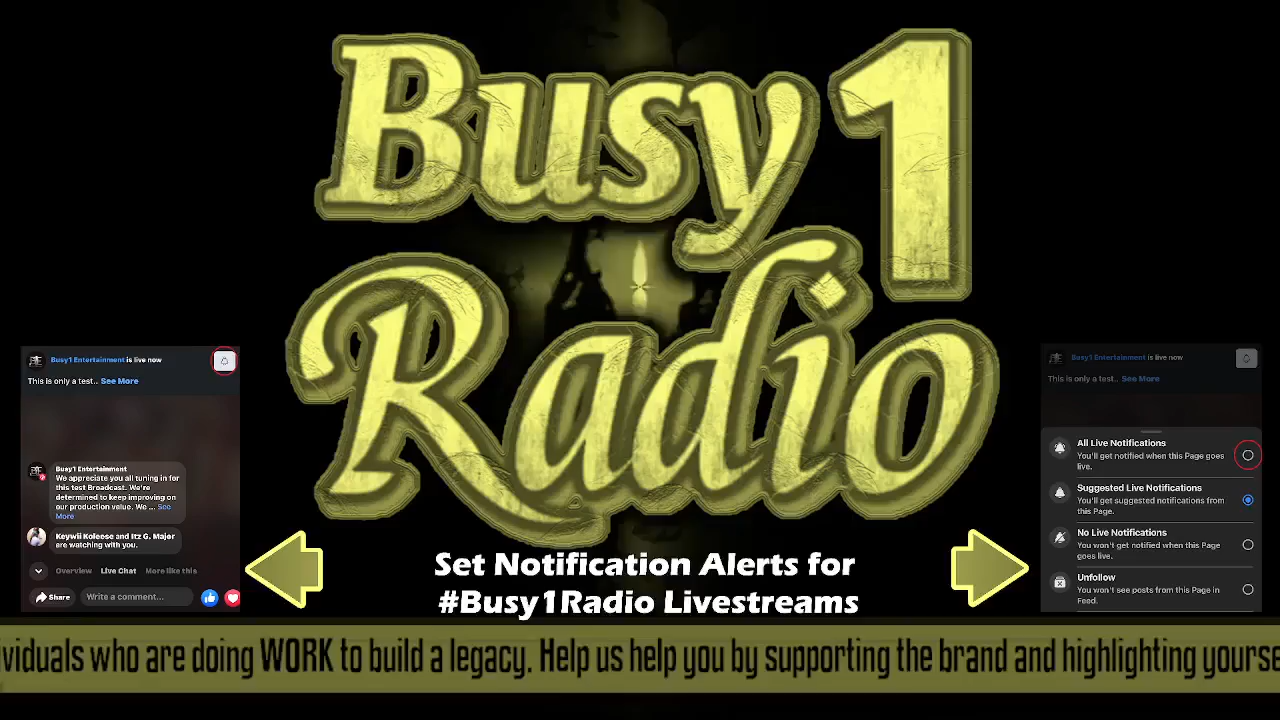 Busy 1
Radio
Busy1 Entertainment is live now
This is only a test.. See More
Busy1 Entertainment
We appreciate you all tuning in for
this test Broadcast. We're
determined to keep improving on
our production value. We ... See
More
Keywii Koleese and Itz G. Major
are watching with you.
Overview Live Chat More like this
Share Write a comment...
Set Notification Alerts for
#Busy1Radio Livestreams
Busy1 Entertainment is live now
This is only a test.. See More
All Live Notifications
You'll get notified when this Page goes
live.
Suggested Live Notifications
You'll get suggested notifications from
this Page.
No Live Notifications
You won't get notified when this Page
goes live.
Unfollow
You won't see posts from this Page in
Feed.
ividuals who are doing WORK to build a legacy. Help us help you by supporting the brand and highlighting yourse